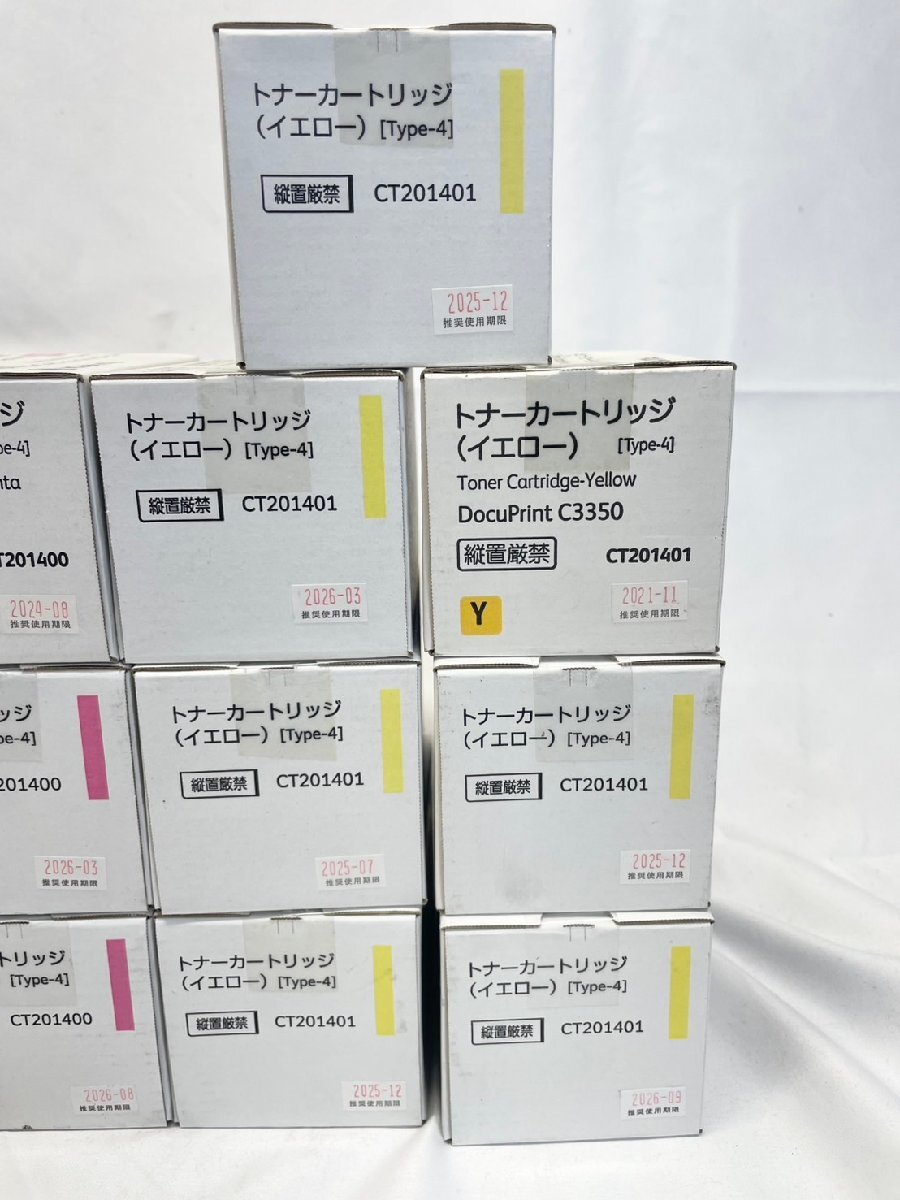 トナーカートリッジ
（イエロー）[Type-4]
縦置厳禁 CT201401
2025-12
推奨使用期限
ジ
pe-4]
nta
CT201400
2024-08
推奨使用期限
トナーカートリッジ
（イエロー）[Type-4]
縦置厳禁 CT201401
2026-03
推奨使用期限
トナーカートリッジ
（イエロー） [Type-4]
Toner Cartridge-Yellow
DocuPrint C3350
縦置厳禁 CT201401
Y
2021-11
推奨使用期限
ッジ
pe-4]
201400
2026-03
推奨使用期限
トナーカートリッジ
（イエロー）[Type-4]
縦置厳禁 CT201401
2025-07
推奨使用期限
トナーカートリッジ
（イエロー）[Type-4]
縦置厳禁 CT201401
2025-12
推奨使用期限
トリッジ
[Type-4]
CT201400
2026-08
推奨使用期限
トナーカートリッジ
（イエロー）[Type-4]
縦置厳禁 CT201401
2025-12
推奨使用期限
トナーカートリッジ
（イエロー）[Type-4]
縦置厳禁 CT201401
2026-09
推奨使用期限